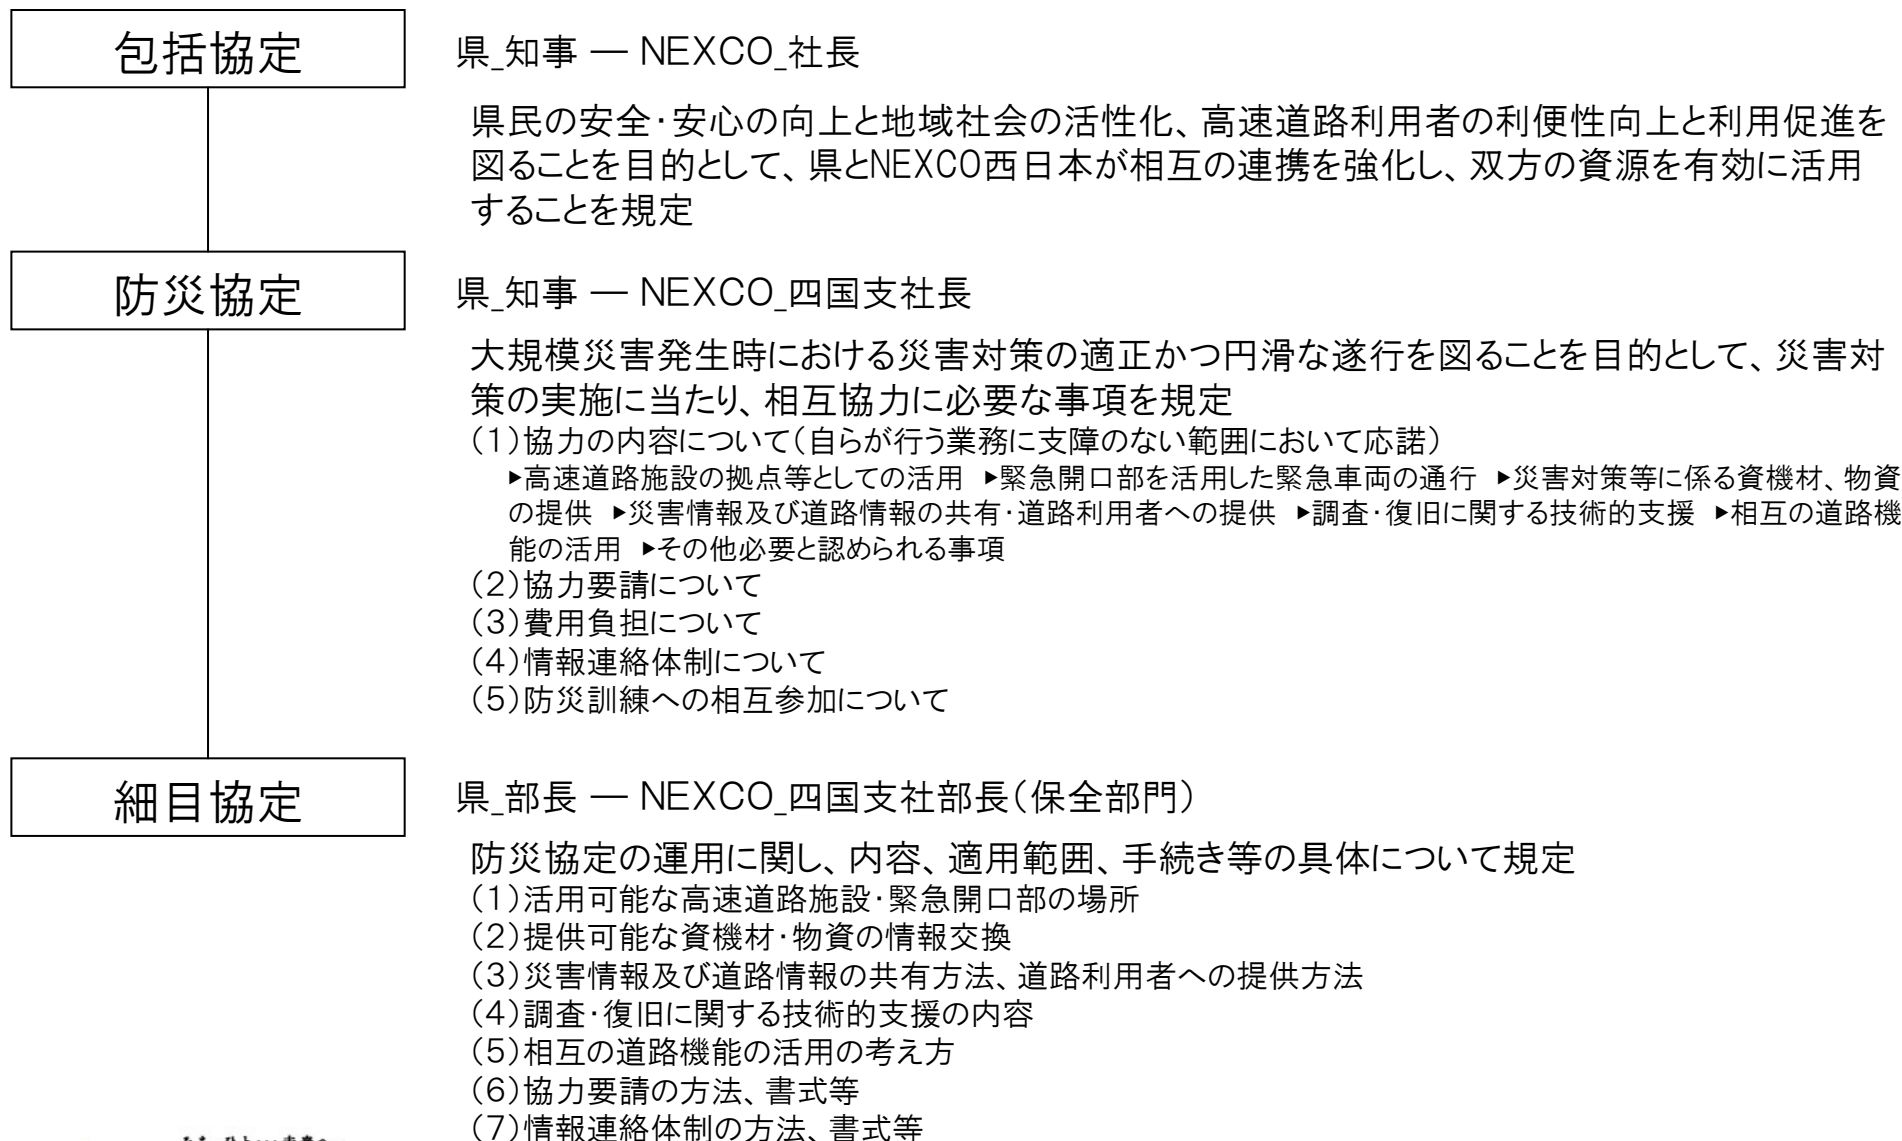 包括協定
県_知事 ― NEXCO_社長
県民の安全・安心の向上と地域社会の活性化、高速道路利用者の利便性向上と利用促進を
図ることを目的として、県とNEXCO西日本が相互の連携を強化し、双方の資源を有効に活用
することを規定
防災協定
県_知事 ― NEXCO_四国支社長
大規模災害発生時における災害対策の適正かつ円滑な遂行を図ることを目的として、災害対
策の実施に当たり、相互協力に必要な事項を規定
（１）協力の内容について（自らが行う業務に支障のない範囲において応諾）
▶高速道路施設の拠点等としての活用 ▶緊急開口部を活用した緊急車両の通行 ▶災害対策等に係る資機材、物資
の提供 ▶災害情報及び道路情報の共有・道路利用者への提供 ▶調査・復旧に関する技術的支援 ▶相互の道路機
能の活用 ▶その他必要と認められる事項
（２）協力要請について
（３）費用負担について
（４）情報連絡体制について
（５）防災訓練への相互参加について
細目協定
県_部長 ― NEXCO_四国支社部長（保全部門）
防災協定の運用に関し、内容、適用範囲、手続き等の具体について規定
（１）活用可能な高速道路施設・緊急開口部の場所
（２）提供可能な資機材・物資の情報交換
（３）災害情報及び道路情報の共有方法、道路利用者への提供方法
（４）調査・復旧に関する技術的支援の内容
（５）相互の道路機能の活用の考え方
（６）協力要請の方法、書式等
（７）情報連絡体制の方法、書式等